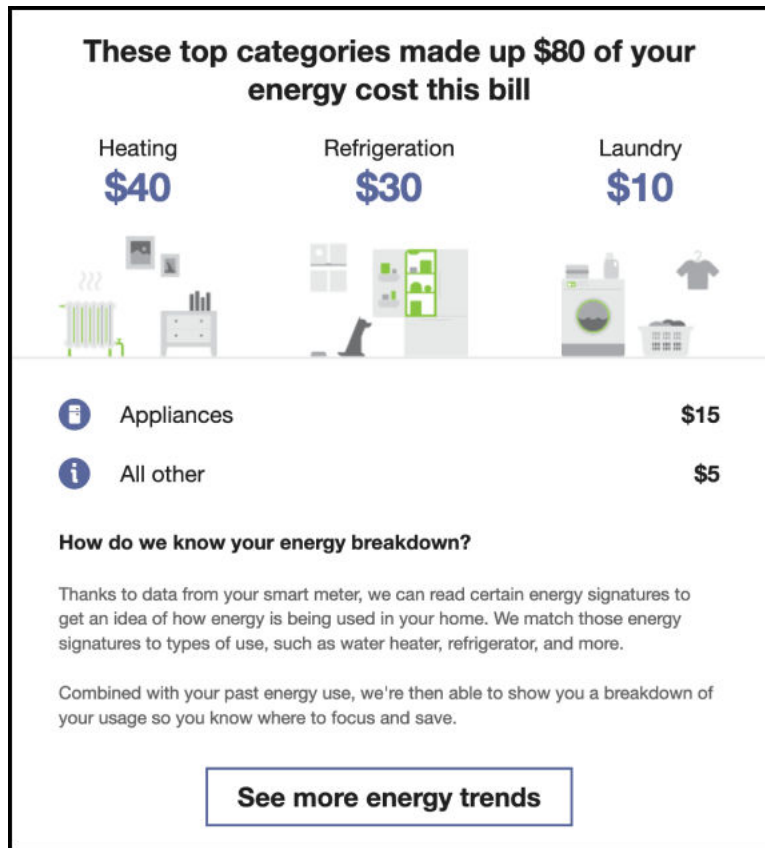 These top categories made up $80 of your
energy cost this bill
Heating
$40
Refrigeration
$30
Laundry
$10
Appliances $15
All other $5
How do we know your energy breakdown?
Thanks to data from your smart meter, we can read certain energy signatures to
get an idea of how energy is being used in your home. We match those energy
signatures to types of use, such as water heater, refrigerator, and more.
Combined with your past energy use, we're then able to show you a breakdown of
your usage so you know where to focus and save.
See more energy trends